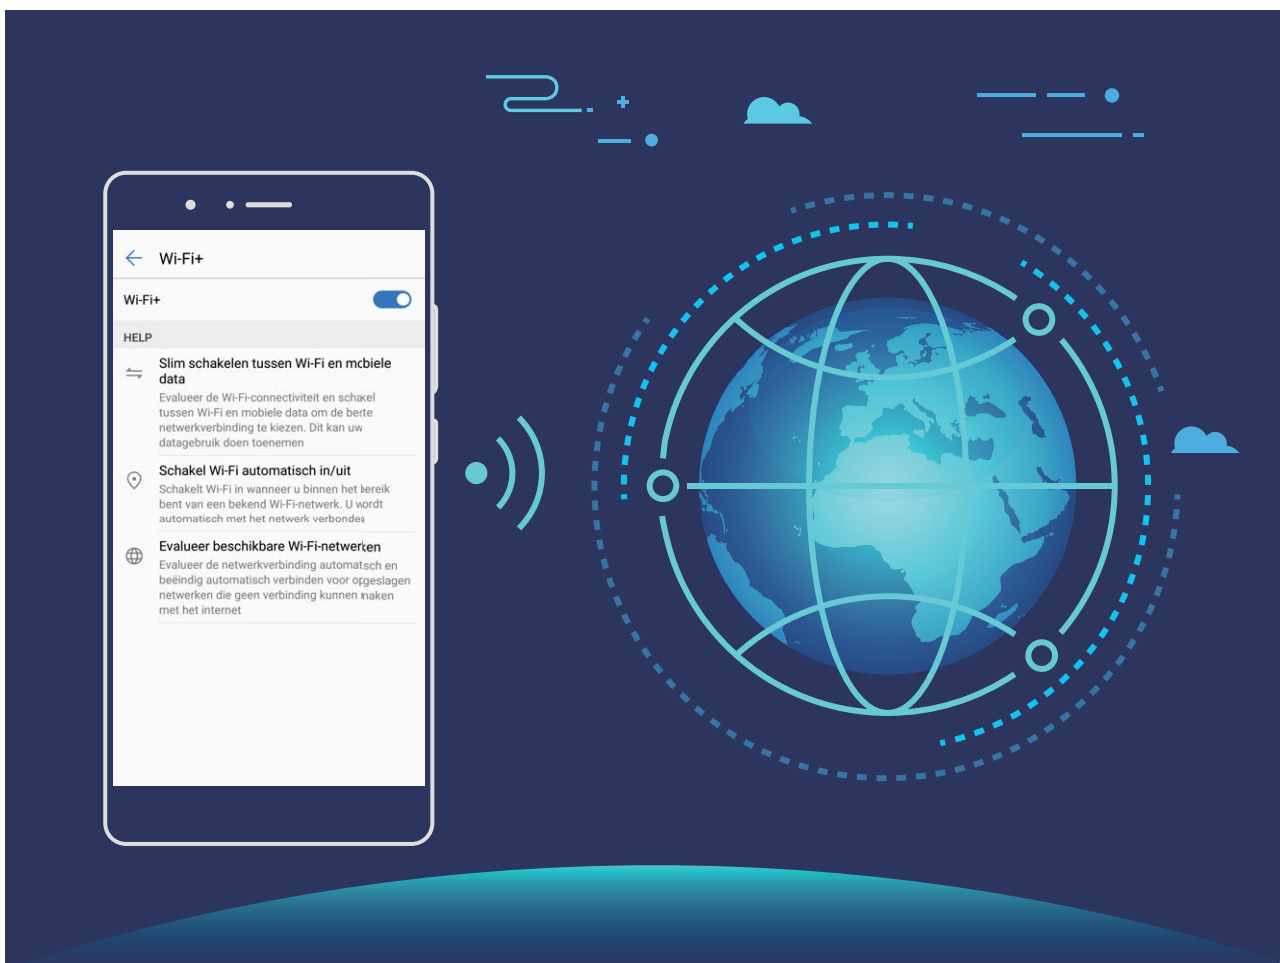 Wi-Fi+
Wi-Fi+
HELP
Slim schakelen tussen Wi-Fi en mobiele
data
Evalueer de Wi-Fi-connectiviteit en schakel
tussen Wi-Fi en mobiele data om de beste
netwerkverbinding te kiezen. Dit kan uw
datagebruik doen toenemen
Schakel Wi-Fi automatisch in/uit
Schakelt Wi-Fi in wanneer u binnen het bereik
bent van een bekend Wi-Fi-netwerk. U wordt
automatisch met het netwerk verbonden
Evalueer beschikbare Wi-Fi-netwerken
Evalueer de netwerkverbinding automatisch en
beëindig automatisch verbinden voor opgeslagen
netwerken die geen verbinding kunnen maken
met het internet